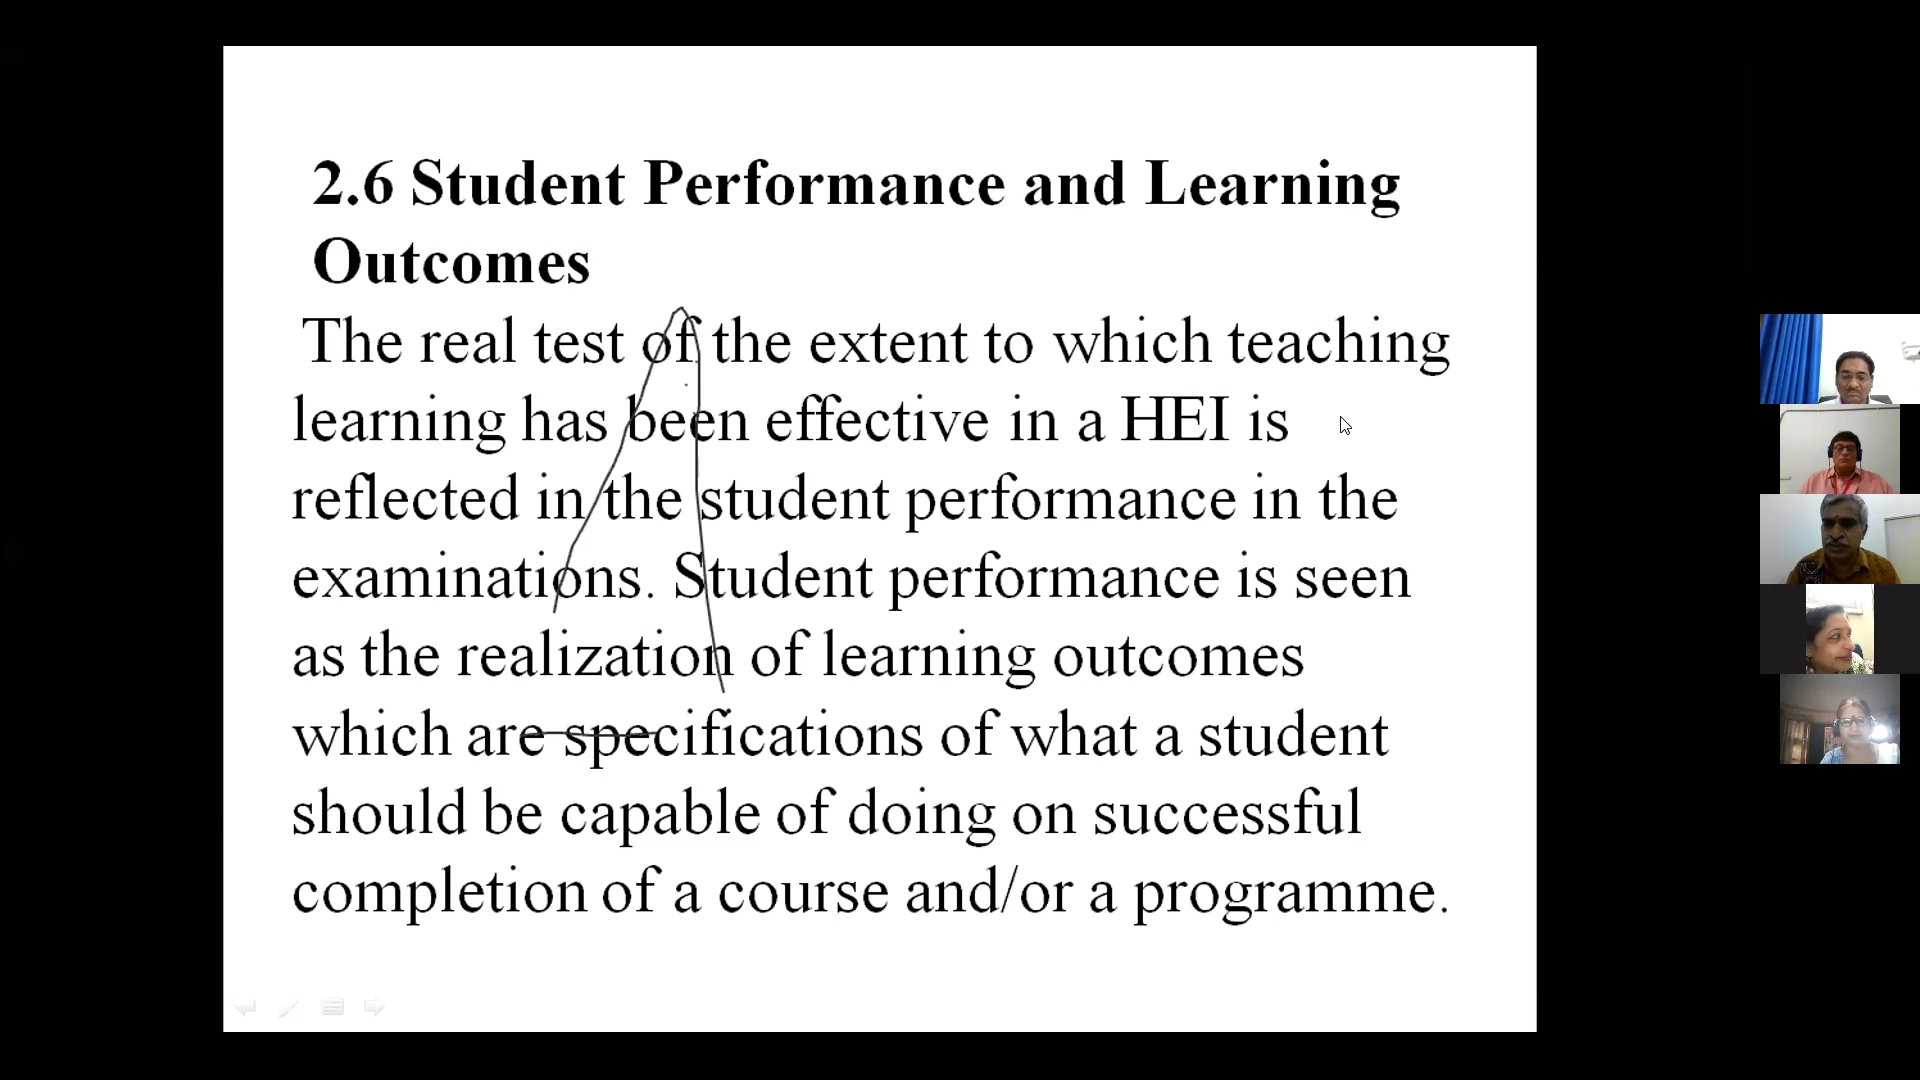 2.6 Student Performance and Learning
Outcomes
The real test of the extent to which teaching
learning has been effective in a HEI is
reflected in the student performance in the
examinations. Student performance is seen
as the realization of learning outcomes
which are specifications of what a student
should be capable of doing on successful
completion of a course and/or a programme.